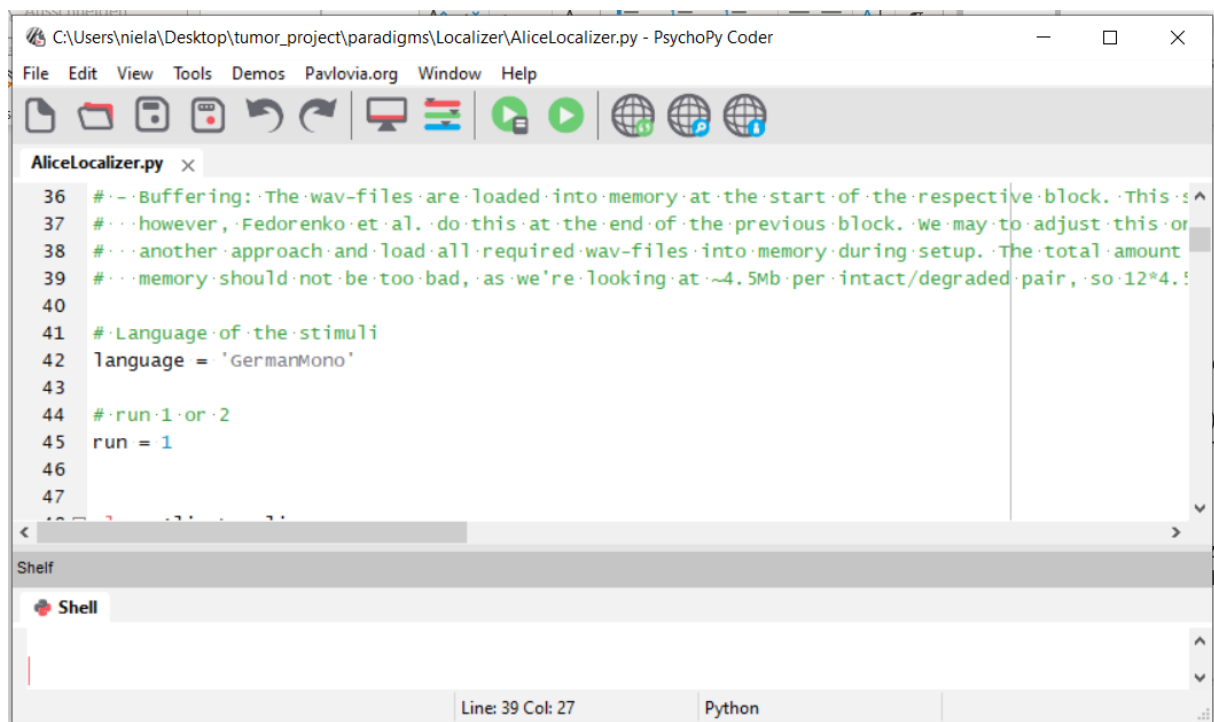 Ausschneiden
C:\Users\niela\Desktop\tumor_project\paradigms\Localizer\AliceLocalizer.py - PsychoPy Coder
File Edit View Tools Demos Pavlovia.org Window Help
AliceLocalizer.py
36 # - Buffering: The wav-files are loaded into memory at the start of the respective block. This s
37 # however, Fedorenko et al. do this at the end of the previous block. We may to adjust this or
38 # another approach and load all required wav-files into memory during setup. The total amount
39 # memory should not be too bad, as we're looking at ~4.5Mb per intact/degraded pair, so 12*4.5
40
41 # Language of the stimuli
42 language = 'GermanMono'
43
44 # run 1 or 2
45 run = 1
46
47
Shelf
Shell
Line: 39 Col: 27 Python